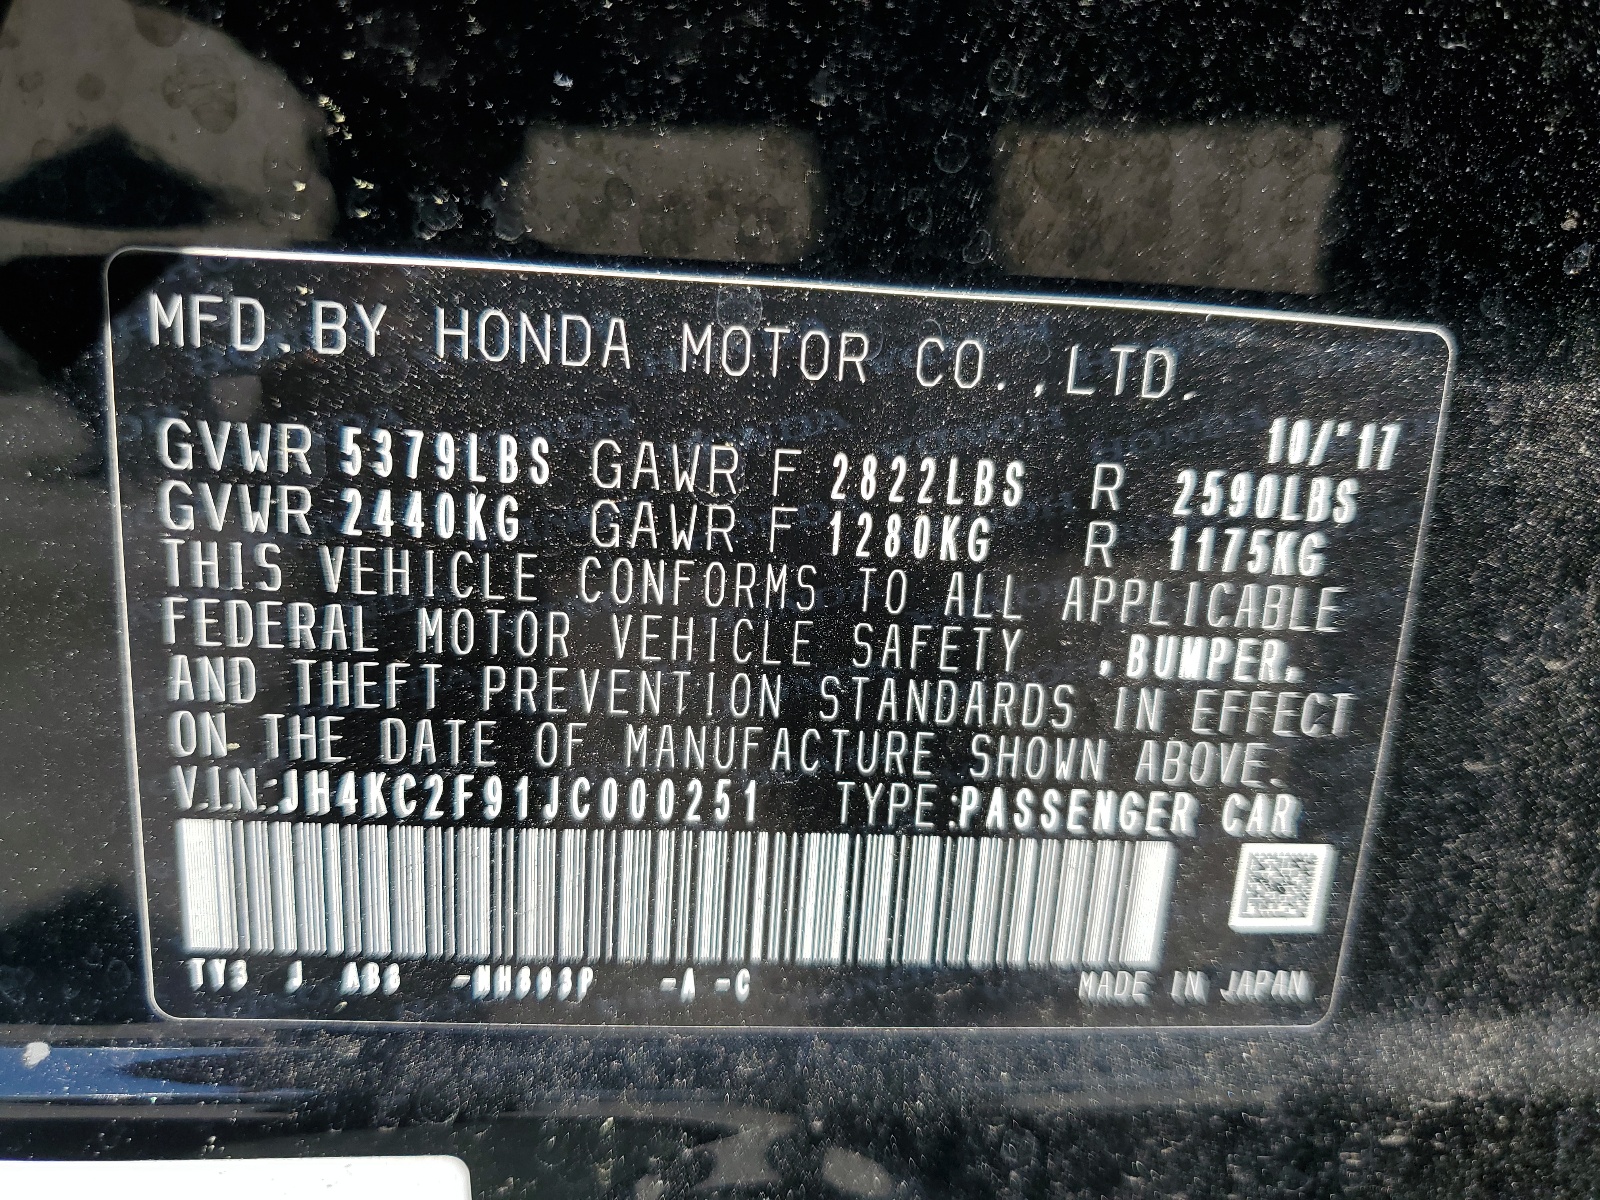 MFD. BY HONDA MOTOR CO., LTD.
10/'17
GVWR 5379LBS GAWR F 2822LBS R 2590LBS
GVWR 2440KG GAWR F 1280KG R 1175KG
THIS VEHICLE CONFORMS TO ALL APPLICABLE
FEDERAL MOTOR VEHICLE SAFETY ,BUMPER,
AND THEFT PREVENTION STANDARDS IN EFFECT
ON THE DATE OF MANUFACTURE SHOWN ABOVE.
V.I.N.:JH4KC2F91JC000251 TYPE:PASSENGER CAR
TY3 J AB8 -A -C
MADE IN JAPAN